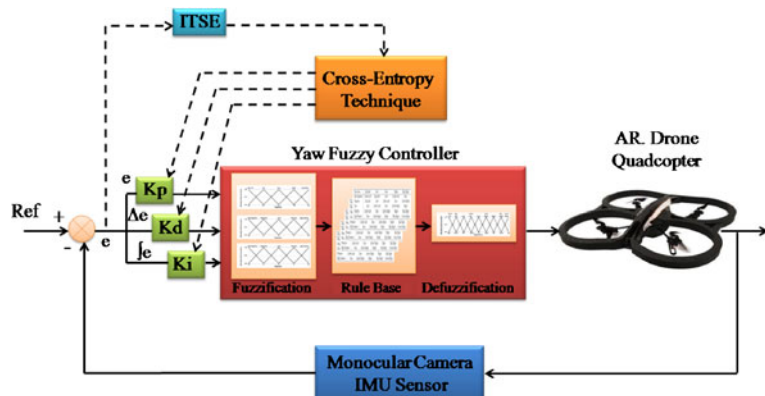 ITSE
Cross-Entropy
Technique
Yaw Fuzzy Controller
AR. Drone
Quadcopter
e
Kp
Ref
+
-
e
Δe
Kd
∫e
Ki
Fuzzification
Rule Base
Defuzzification
Monocular Camera
IMU Sensor